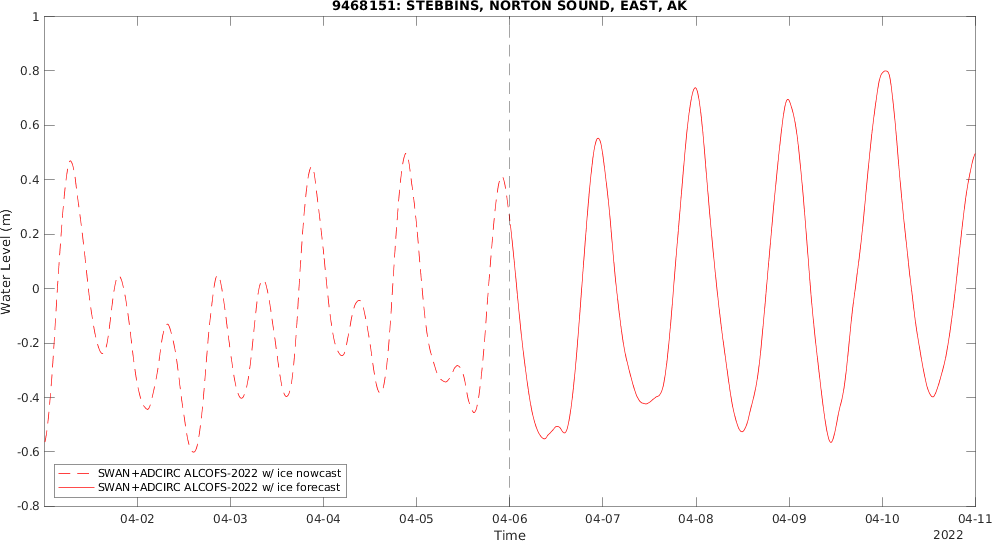 9468151: STEBBINS, NORTON SOUND, EAST, AK
1
0.8
0.6
0.4
0.2
0
-0.2
-0.4
-0.6
-0.8
Water Level (m)
SWAN+ADCIRC ALCOFS-2022 w/ ice nowcast
SWAN+ADCIRC ALCOFS-2022 w/ ice forecast
04-02 04-03 04-04 04-05 04-06 04-07 04-08 04-09 04-10 04-11
Time
2022